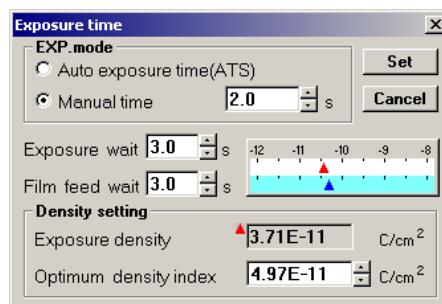 Exposure time
EXP.mode
Auto exposure time(ATS)
Set
Manual time 2.0 s
Cancel
Exposure wait 3.0 s
-12 -11 -10 -9 -8
Film feed wait 3.0 s
Density setting
Exposure density 3.71E-11 C/cm2
Optimum density index 4.97E-11 C/cm2